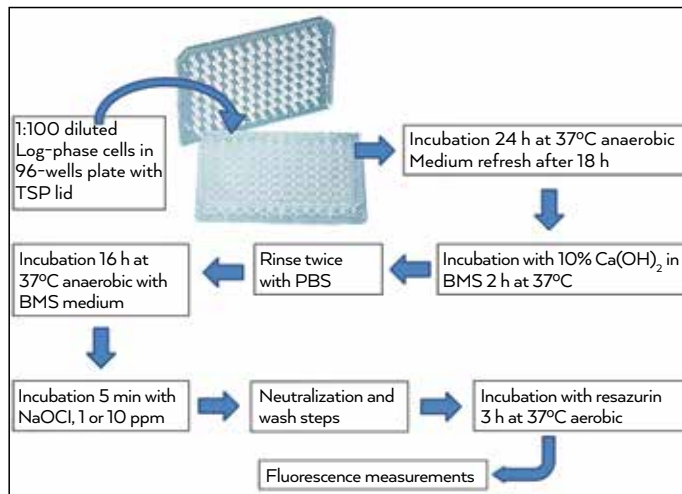 1:100 diluted
Log-phase cells in
96-wells plate with
TSP lid
Incubation 24 h at 37ºC anaerobic
Medium refresh after 18 h
Incubation with 10% Ca(OH)₂ in
BMS 2 h at 37ºC
Rinse twice
with PBS
Incubation 16 h at
37ºC anaerobic with
BMS medium
Incubation 5 min with
NaOCl, 1 or 10 ppm
Neutralization and
wash steps
Incubation with resazurin
3 h at 37ºC aerobic
Fluorescence measurements